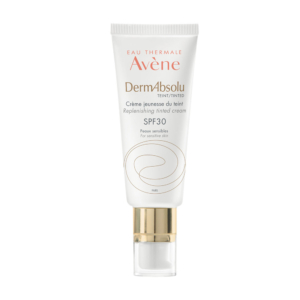 EAU THERMALE
Avène
DermAbsolu
TEINT/TINTED
Crème jeunesse du teint
Replenishing tinted cream
SPF30
Peaux sensibles
For sensitive skin